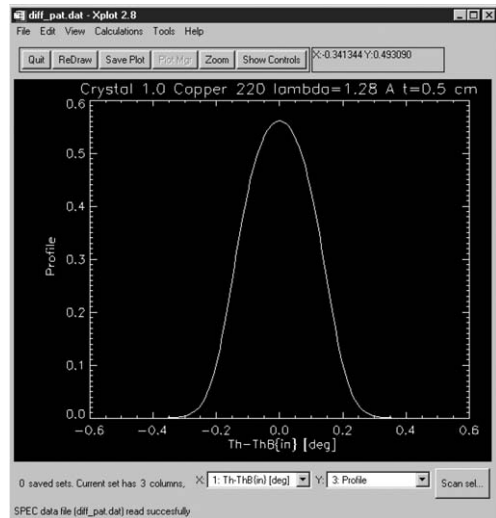 diff_pat.dat - Xplot 2.8
File Edit View Calculations Tools Help
Quit ReDraw Save Plot Plot Mgr Zoom Show Controls X:-0.341344 Y:0.493090
Crystal 1.0 Copper 220 lambda=1.28 A t=0.5 cm
0.6
0.5
0.4
0.3
0.2
0.1
0.0
Profile
-0.6 -0.4 -0.2 0.0 0.2 0.4 0.6
Th-ThB{in} [deg]
0 saved sets. Current set has 3 columns, X: 1: Th-ThB(in) [deg] Y: 3: Profile Scan sel...
SPEC data file (diff_pat.dat) read succesfully